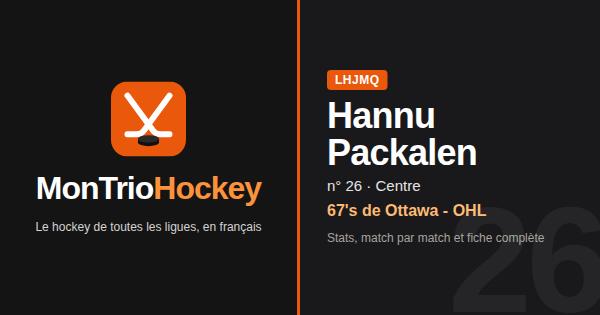 MonTrioHockey
Le hockey de toutes les ligues, en français
LHJMQ
Hannu
Packalen
n° 26 · Centre
67's de Ottawa - OHL
Stats, match par match et fiche complète
26